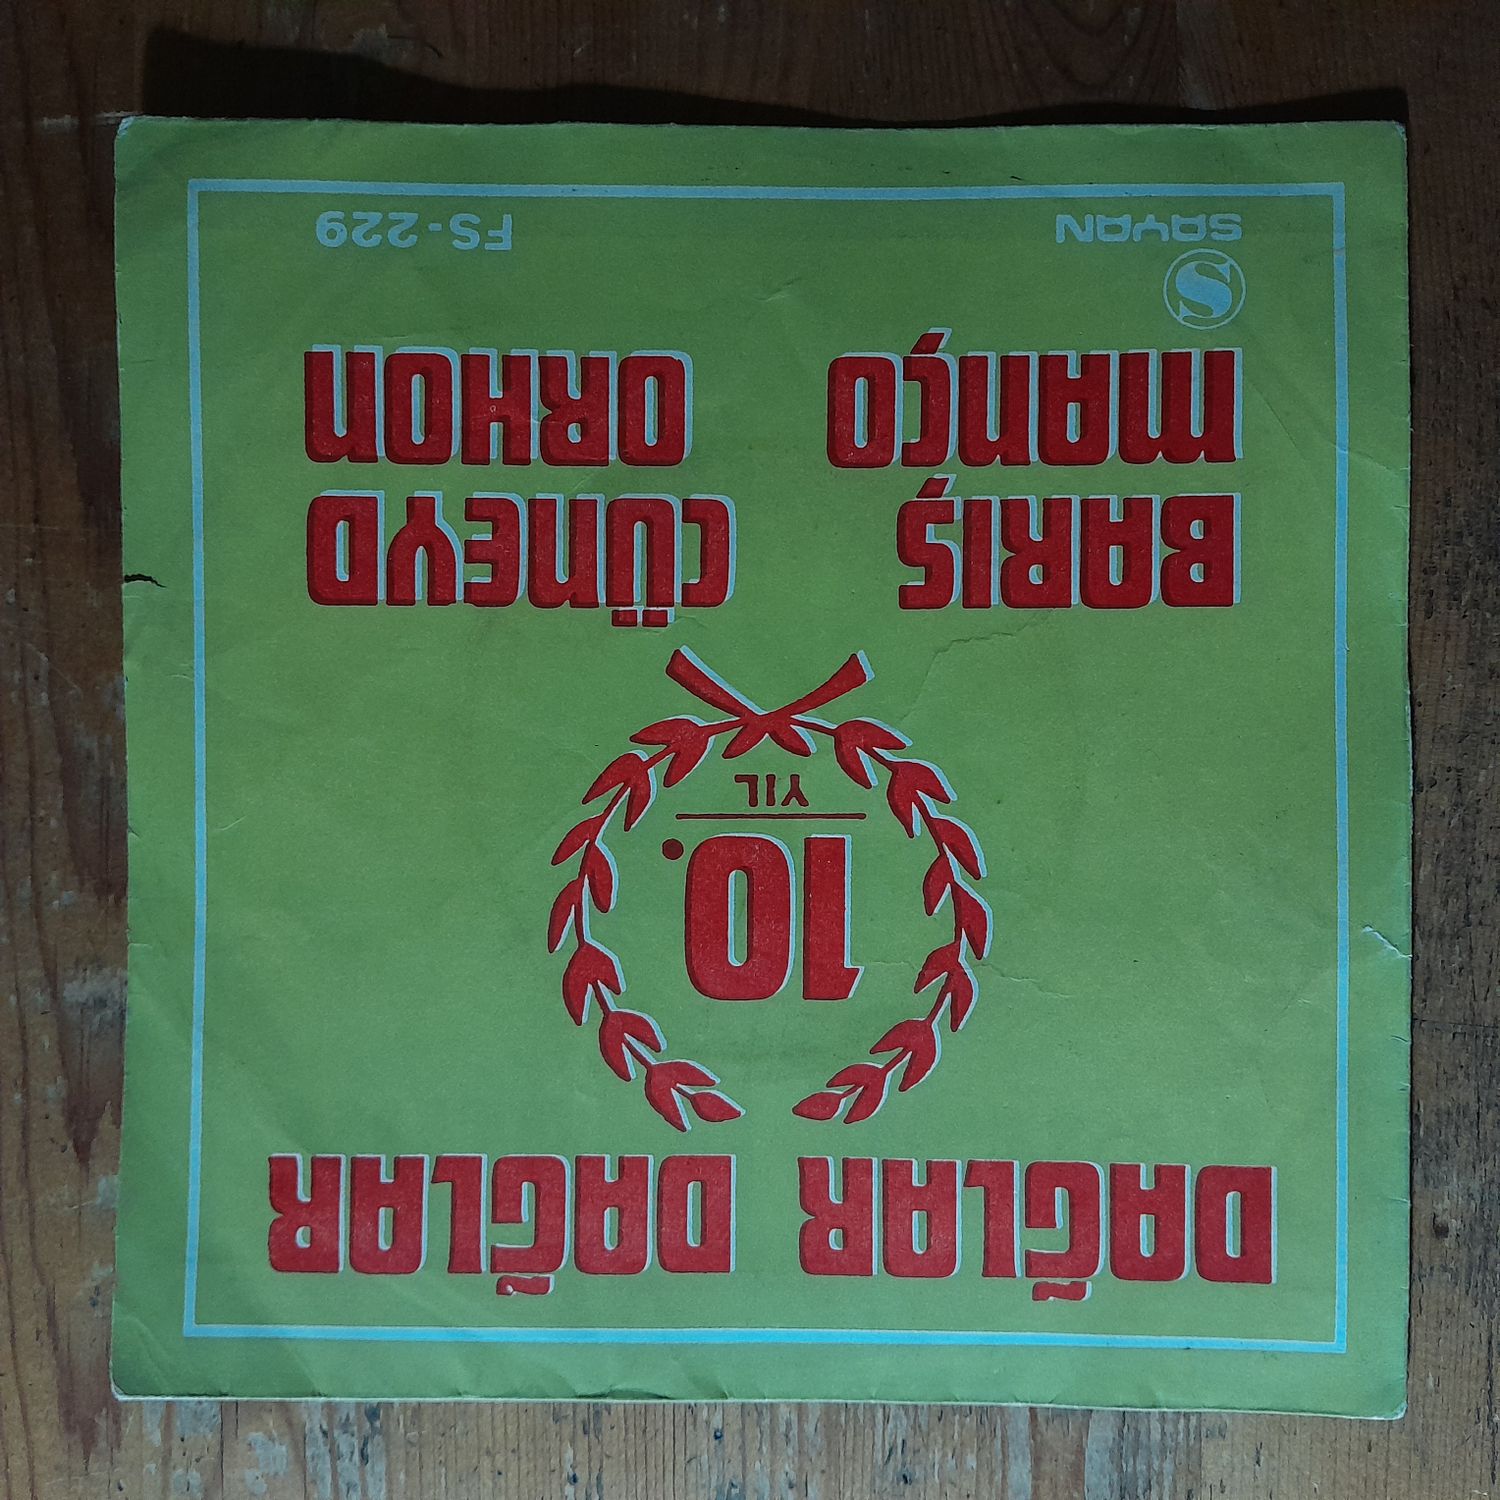 DAĞLAR DAĞLAR
10.
YIL
BARIŞ
MANÇO
CÜNEYD
ORHON
S
SAYAN
FS-229